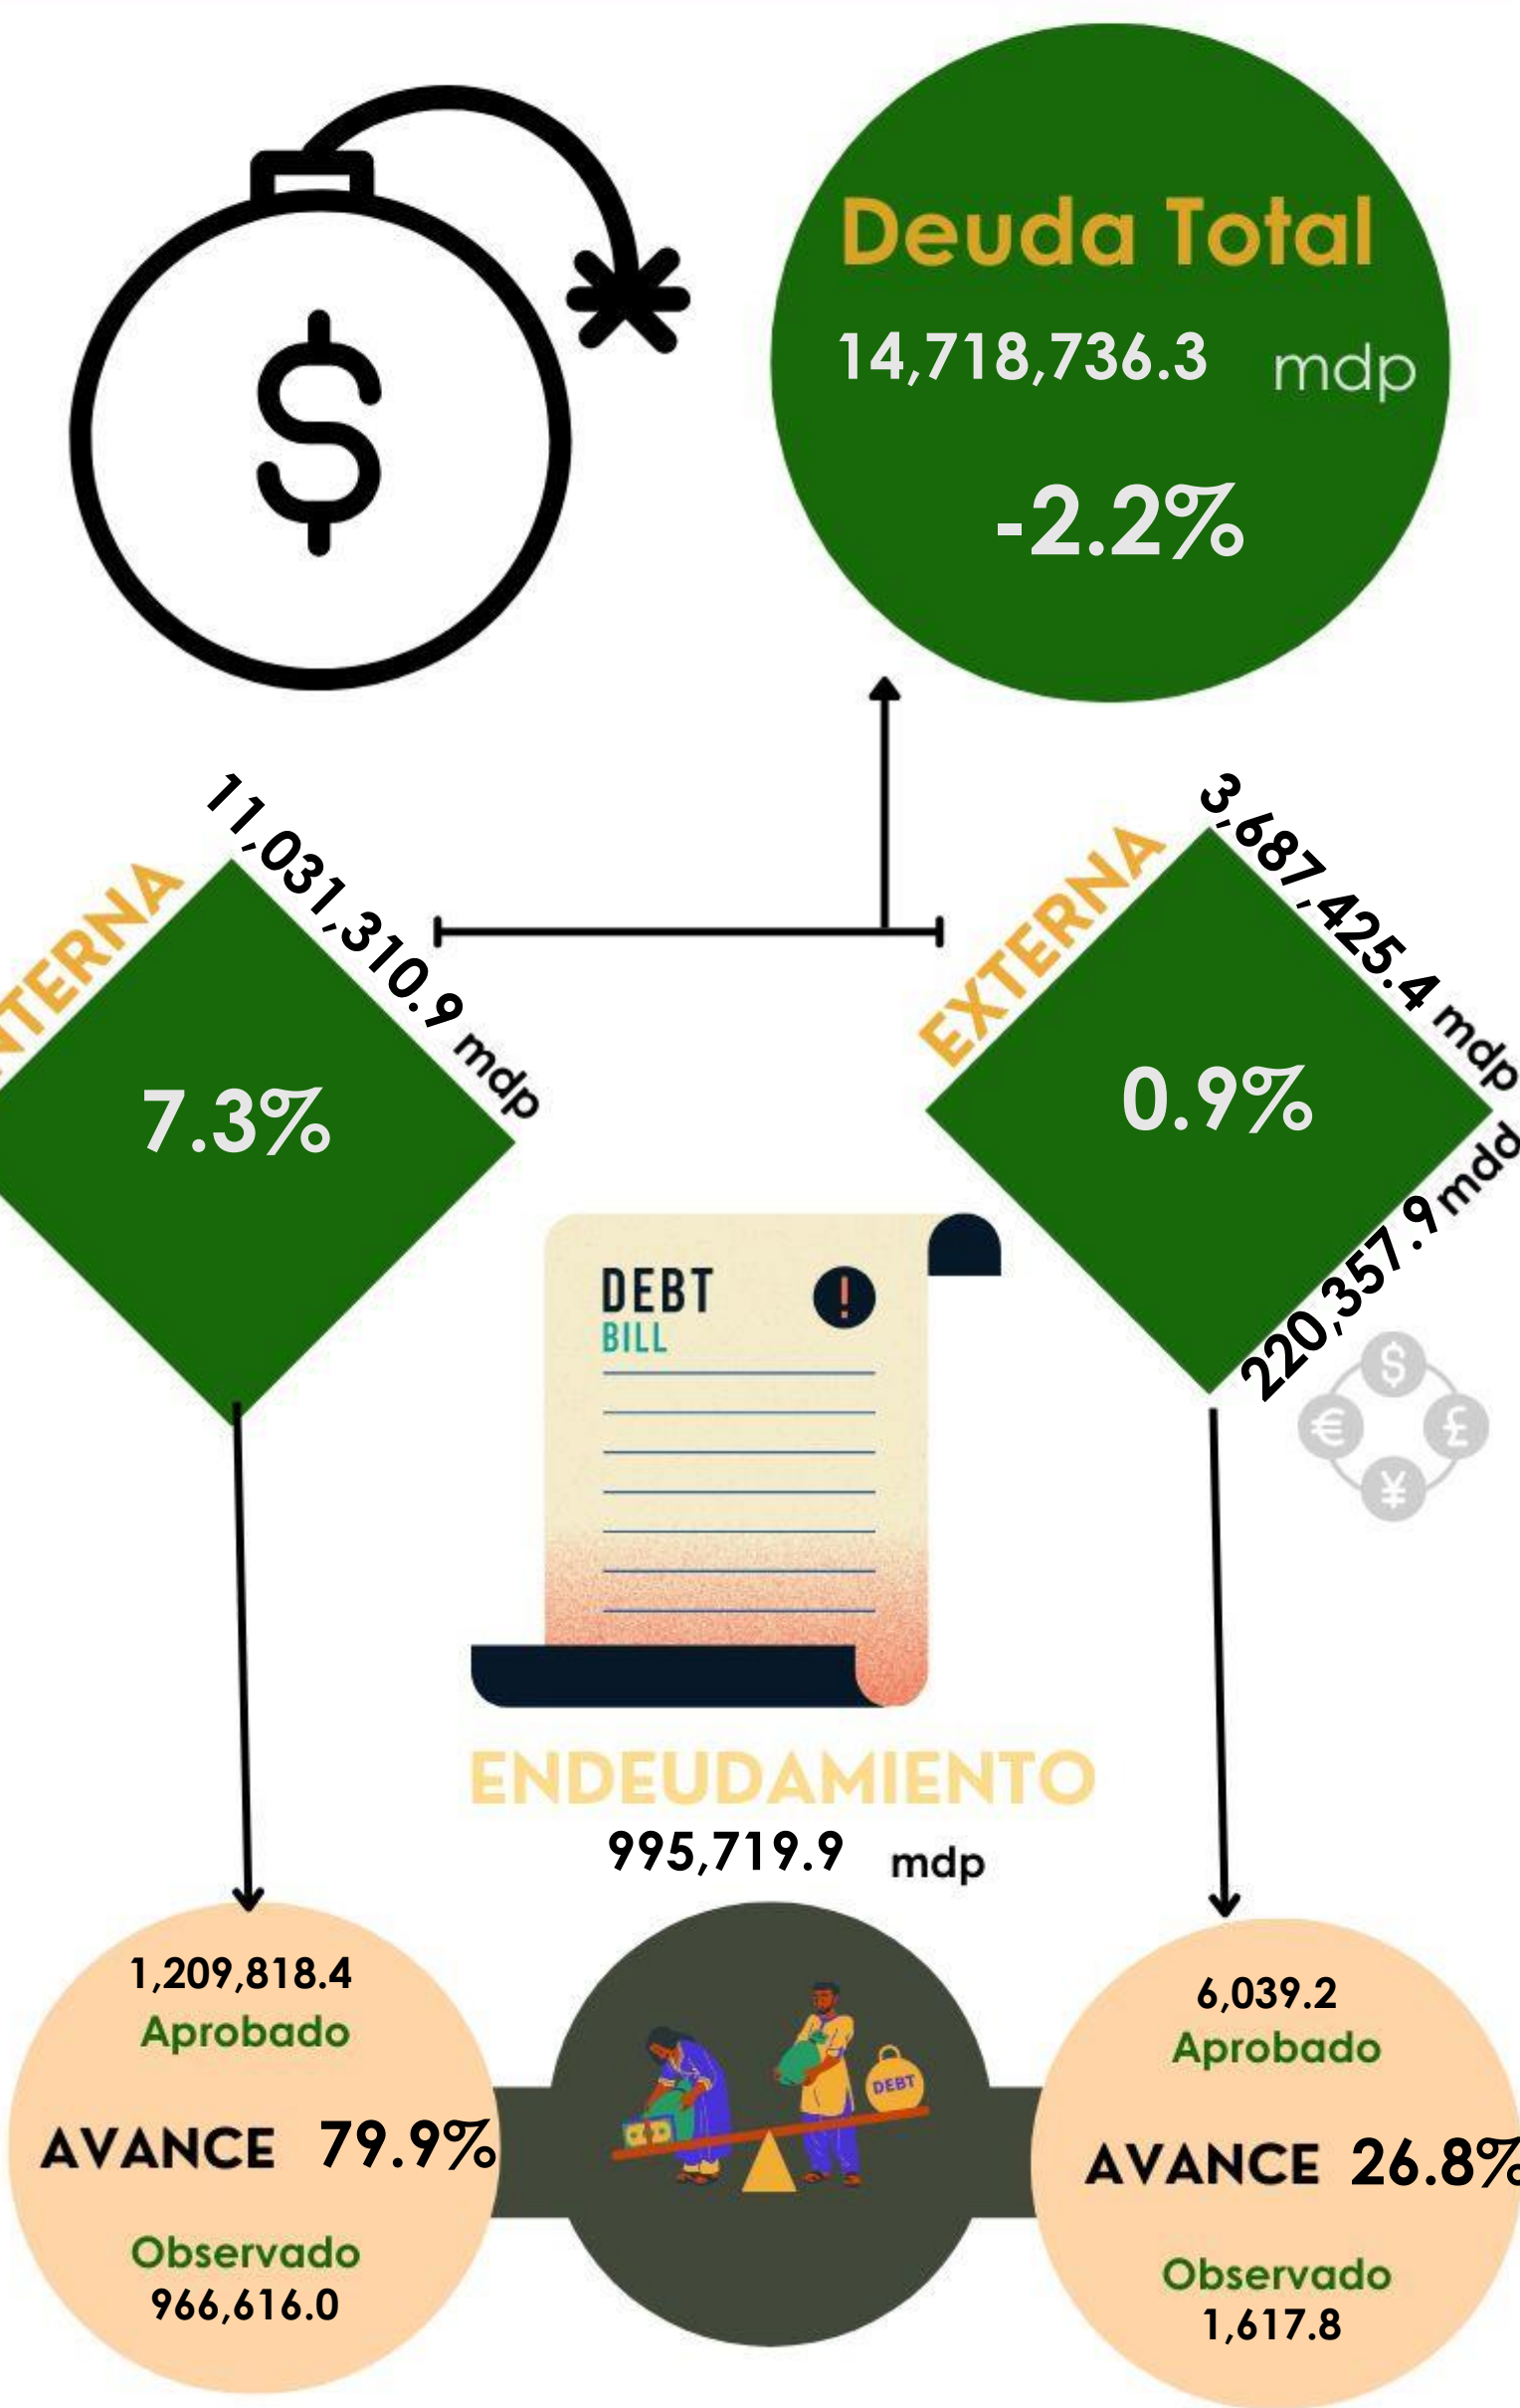 Deuda Total
14,718,736.3 mdp
-2.2%
NTERNA
11,031,310.9 mdp
7.3%
EXTERNA
3,687,425.4 mdp
0.9%
220,357.9 mdd
$
$
€
£
¥
DEBT
!
BILL
ENDEUDAMIENTO
995,719.9 mdp
1,209,818.4
Aprobado
AVANCE 79.9%
Observado
966,616.0
DEBT
6,039.2
Aprobado
AVANCE 26.8%
Observado
1,617.8